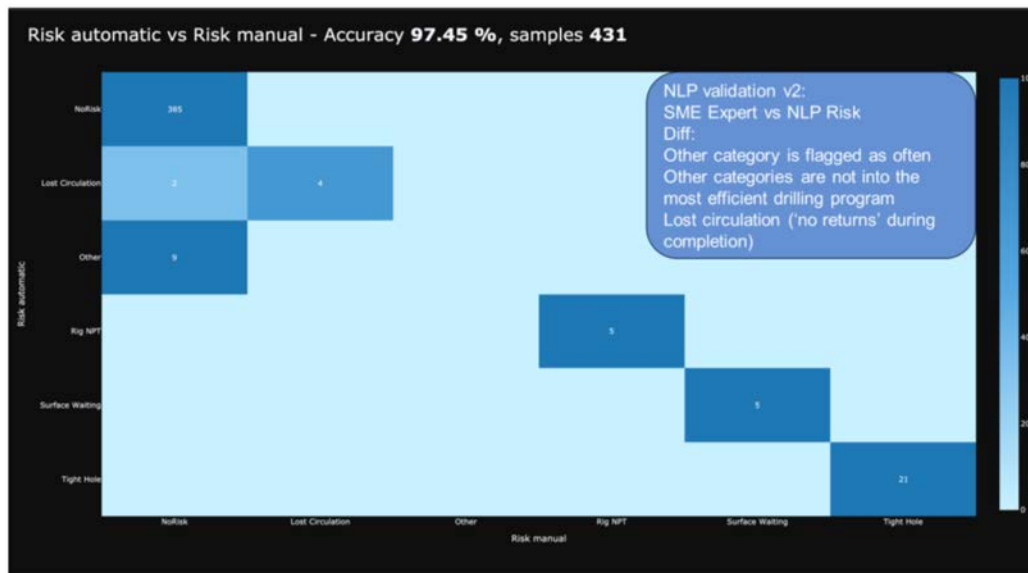 Risk automatic vs Risk manual - Accuracy 97.45 %, samples 431
NLP validation v2:
SME Expert vs NLP Risk
Diff:
Other category is flagged as often
Other categories are not into the
most efficient drilling program
Lost circulation ('no returns' during
completion)
Risk automatic
NoRisk
385
Lost Circulation
2
4
Other
9
Rig NPT
5
Surface Waiting
5
Tight Hole
21
NoRisk
Lost Circulation
Other
Rig NPT
Surface Waiting
Tight Hole
Risk manual
20
0